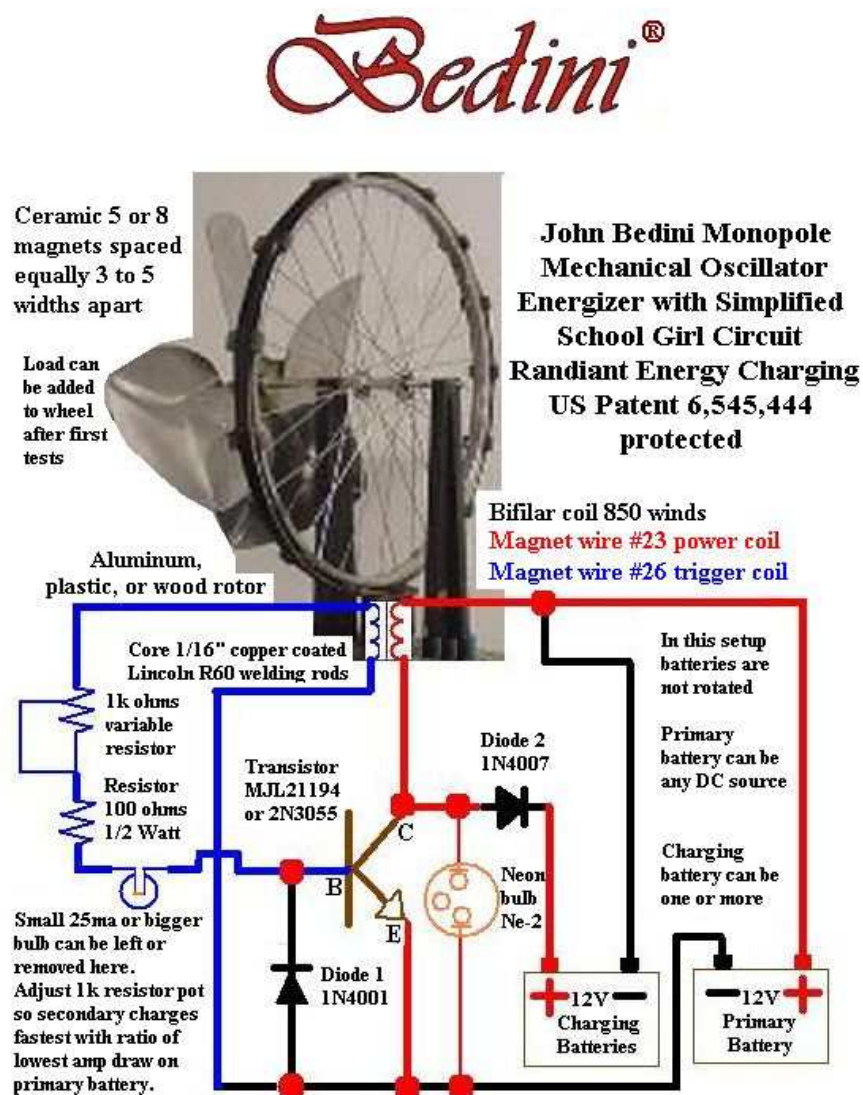 Bedini®
Ceramic 5 or 8
magnets spaced
equally 3 to 5
widths apart
Load can
be added
to wheel
after first
tests
John Bedini Monopole
Mechanical Oscillator
Energizer with Simplified
School Girl Circuit
Randiant Energy Charging
US Patent 6,545,444
protected
Bifilar coil 850 winds
Magnet wire #23 power coil
Magnet wire #26 trigger coil
Aluminum,
plastic, or wood rotor
Core 1/16" copper coated
Lincoln R60 welding rods
In this setup
batteries are
not rotated
Primary
battery can be
any DC source
Charging
battery can be
one or more
1k ohms
variable
resistor
Resistor
100 ohms
1/2 Watt
Transistor
MJL21194
or 2N3055
Diode 2
1N4007
C
B
E
Neon
bulb
Ne-2
Small 25ma or bigger
bulb can be left or
removed here.
Adjust 1k resistor pot
so secondary charges
fastest with ratio of
lowest amp draw on
primary battery.
Diode 1
1N4001
+ 12V −
Charging
Batteries
− 12V +
Primary
Battery